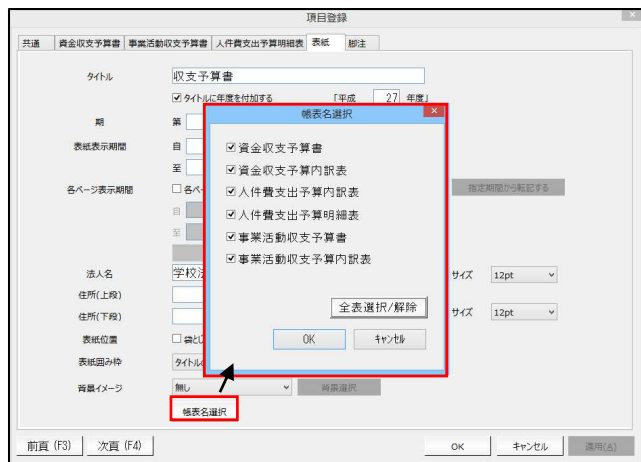 項目登録
共通 資金収支予算書 事業活動収支予算書 人件費支出予算明細表 表紙 脚注
タイトル 収支予算書
タイトルに年度を付加する 「平成 27 年度」
期 第
表紙表示期間 自
至
各ページ表示期間 各ペ 指定期間から転記する
自
至
法人名 学校法 サイズ 12pt
住所(上段)
住所(下段) サイズ 12pt
表紙位置 袋と
表紙囲み枠 タイトル
背景イメージ 無し 背景選択
帳表名選択
前頁 (F3) 次頁 (F4) OK キャンセル 適用(A)
帳表名選択
資金収支予算書
資金収支予算内訳表
人件費支出予算内訳表
人件費支出予算明細表
事業活動収支予算書
事業活動収支予算内訳表
全表選択/解除
OK キャンセル